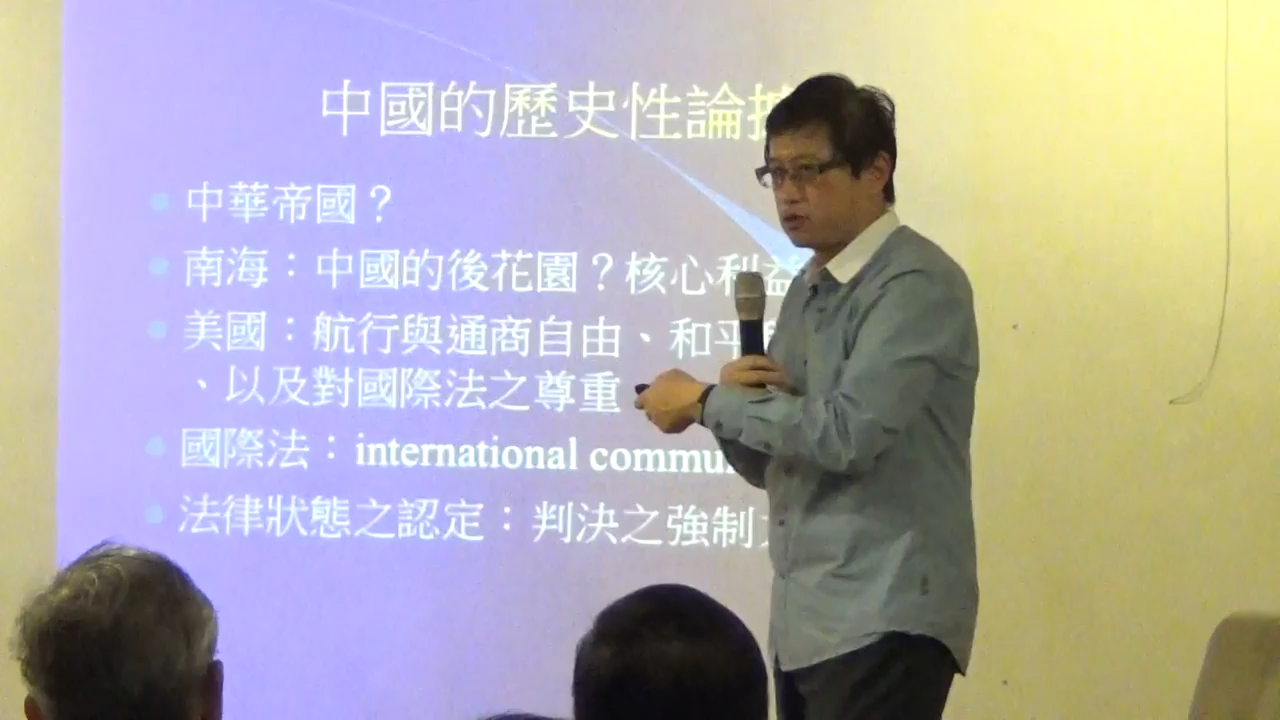 中國的歷史性論據
中華帝國？
南海：中國的後花園？核心利益
美國：航行與通商自由、和平
、以及對國際法之尊重
國際法：international
法律狀態之認定：判決之強制